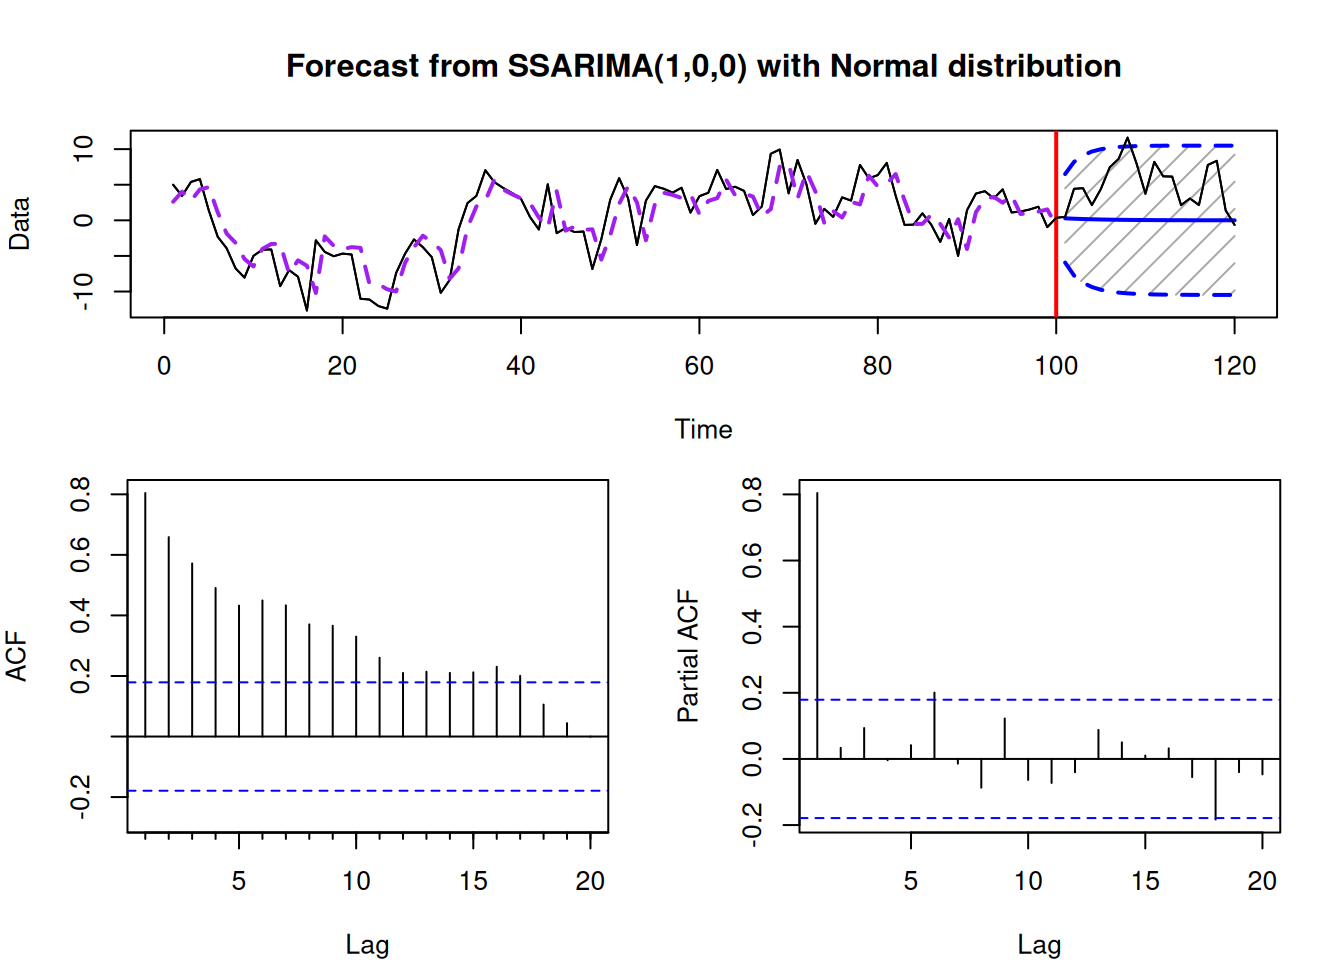 Forecast from SSARIMA(1,0,0) with Normal distribution
Data
10
0
-10
0 20 40 60 80 100 120
Time
ACF
0.8
0.6
0.4
0.2
-0.2
5 10 15 20
Lag
Partial ACF
0.8
0.6
0.4
0.2
0.0
-0.2
5 10 15 20
Lag